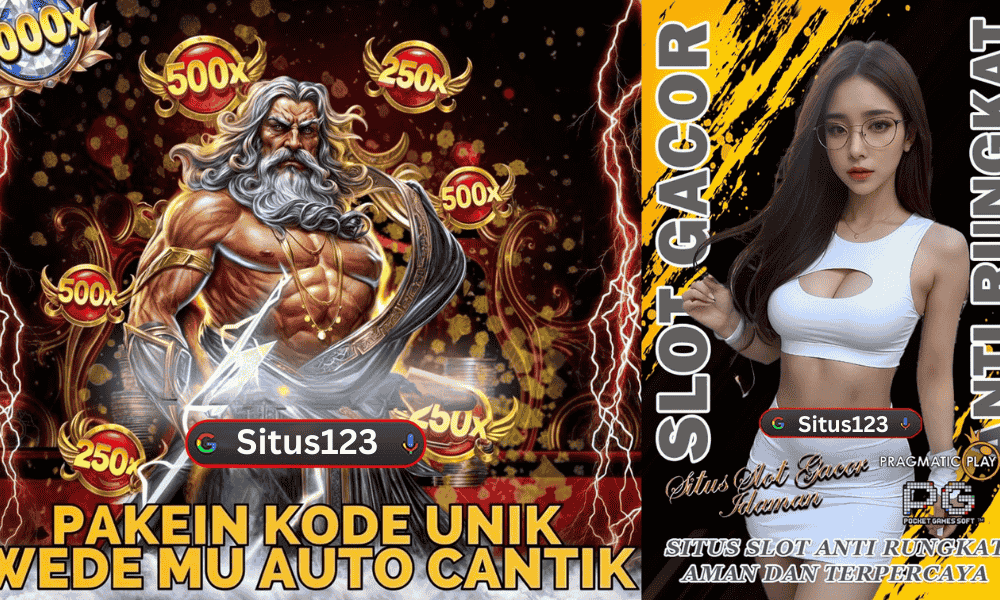 000x
500x
250x
500x
500x
250x
250x
Situs123
PAKEIN KODE UNIK
WEDE MU AUTO CANTIK
SLOT GACOR
ANTI RUNGKAT
Situs123
Situs Slot Gacor
Idaman
PRAGMATIC PLAY
PG
POCKET GAMES SOFT™
SITUS SLOT ANTI RUNGKAT
AMAN DAN TERPERCAYA